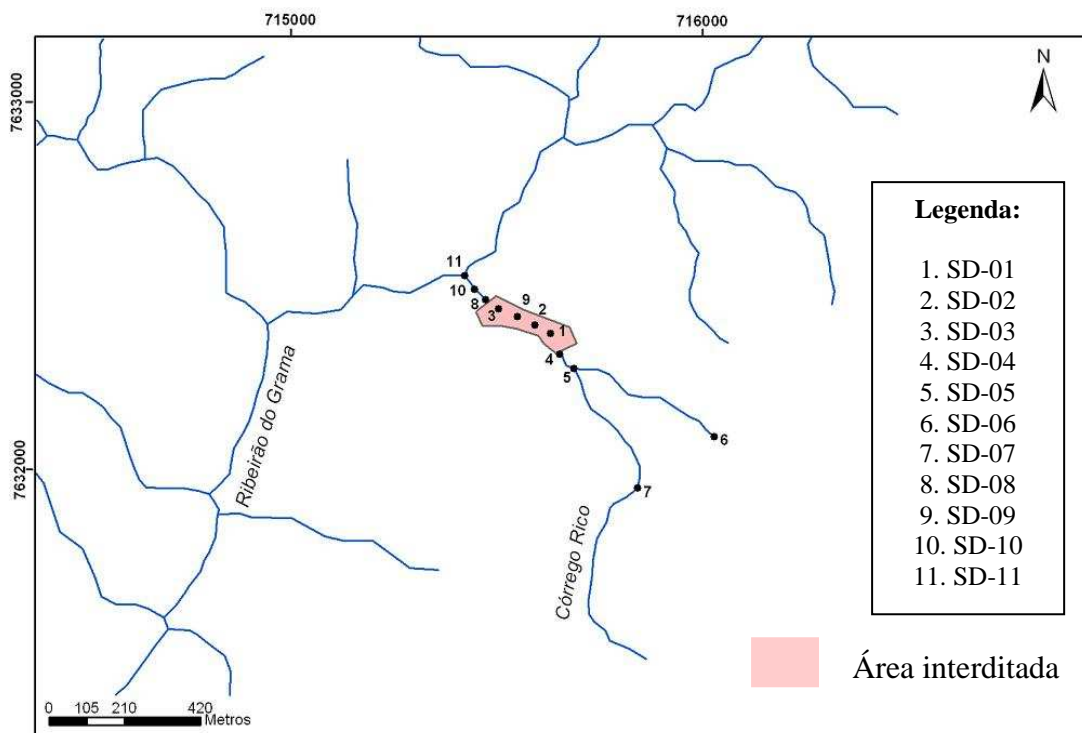 715000
716000
N
7633000
7632000
11
10
8
3
9
2
1
4
5
6
7
Ribeirão do Grama
Córrego Rico
Legenda:
1. SD-01
2. SD-02
3. SD-03
4. SD-04
5. SD-05
6. SD-06
7. SD-07
8. SD-08
9. SD-09
10. SD-10
11. SD-11
Área interditada
0 105 210 420
Metros